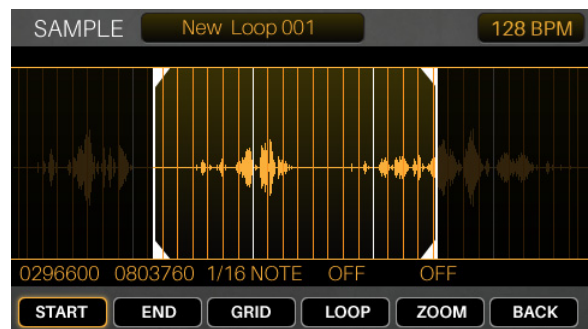 SAMPLE New Loop 001 128 BPM
0296600 0803760 1/16 NOTE OFF OFF
START END GRID LOOP ZOOM BACK